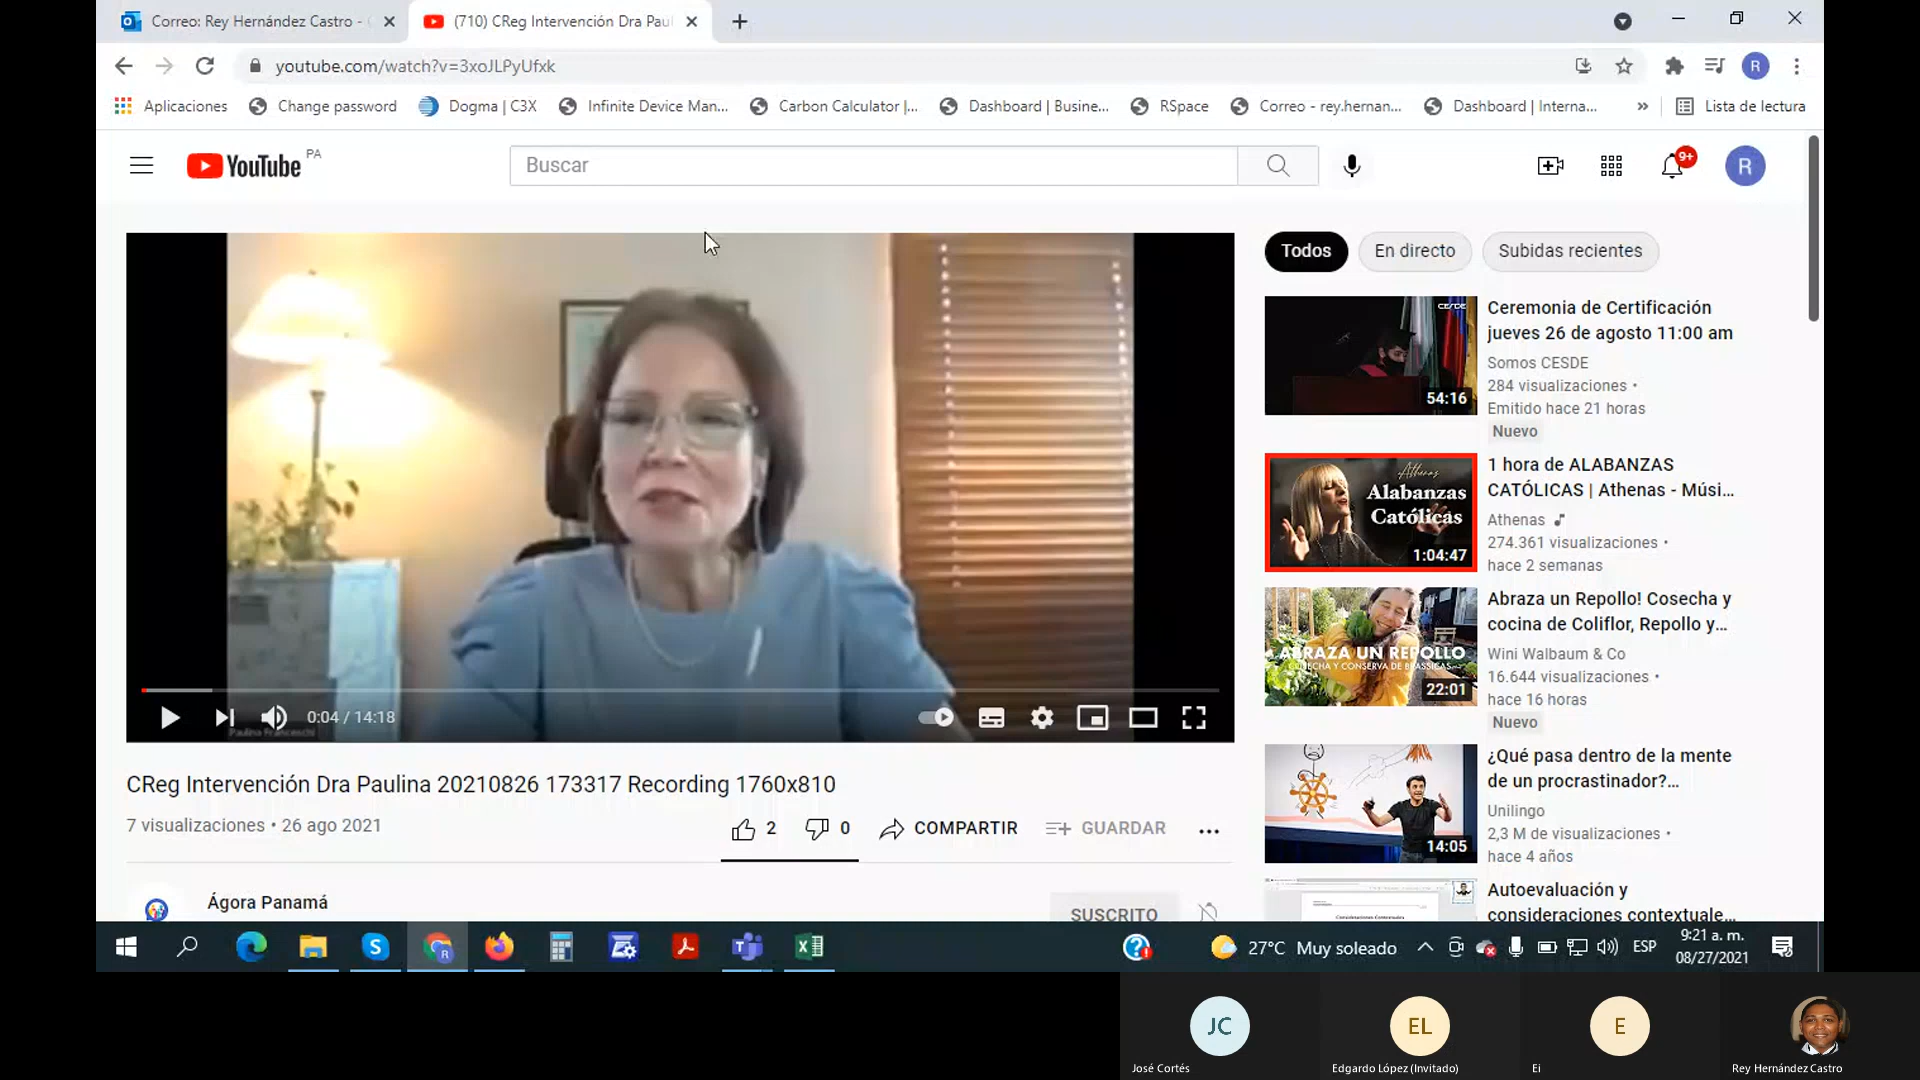 Correo: Rey Hernández Castro -
(710) CReg Intervención Dra Paul
youtube.com/watch?v=3xoJLPyUfxk
R
Aplicaciones
Change password
Dogma | C3X
Infinite Device Man...
Carbon Calculator |...
Dashboard | Busine...
RSpace
Correo - rey.hernan...
Dashboard | Interna...
»
Lista de lectura
YouTube PA
Buscar
9+
R
Todos
En directo
Subidas recientes
CESDE
54:16
Ceremonia de Certificación
jueves 26 de agosto 11:00 am
Somos CESDE
284 visualizaciones •
Emitido hace 21 horas
Nuevo
Athenas
Alabanzas
Católicas
1:04:47
1 hora de ALABANZAS
CATÓLICAS | Athenas - Músi...
Athenas
274.361 visualizaciones •
hace 2 semanas
ABRAZA UN REPOLLO
COSECHA Y CONSERVA DE BRASSICAS
22:01
Abraza un Repollo! Cosecha y
cocina de Coliflor, Repollo y...
Wini Walbaum & Co
16.644 visualizaciones •
hace 16 horas
Nuevo
14:05
¿Qué pasa dentro de la mente
de un procrastinador?...
Unilingo
2,3 M de visualizaciones •
hace 4 años
Autoevaluación y
consideraciones contextuale...
0:04 / 14:18
Paulina Franceschi
CReg Intervención Dra Paulina 20210826 173317 Recording 1760x810
7 visualizaciones • 26 ago 2021
2
0
COMPARTIR
GUARDAR
Ágora Panamá
SUSCRITO
27°C Muy soleado
ESP
9:21 a. m.
08/27/2021
JC
EL
E
José Cortés
Edgardo López (Invitado)
Ei
Rey Hernández Castro